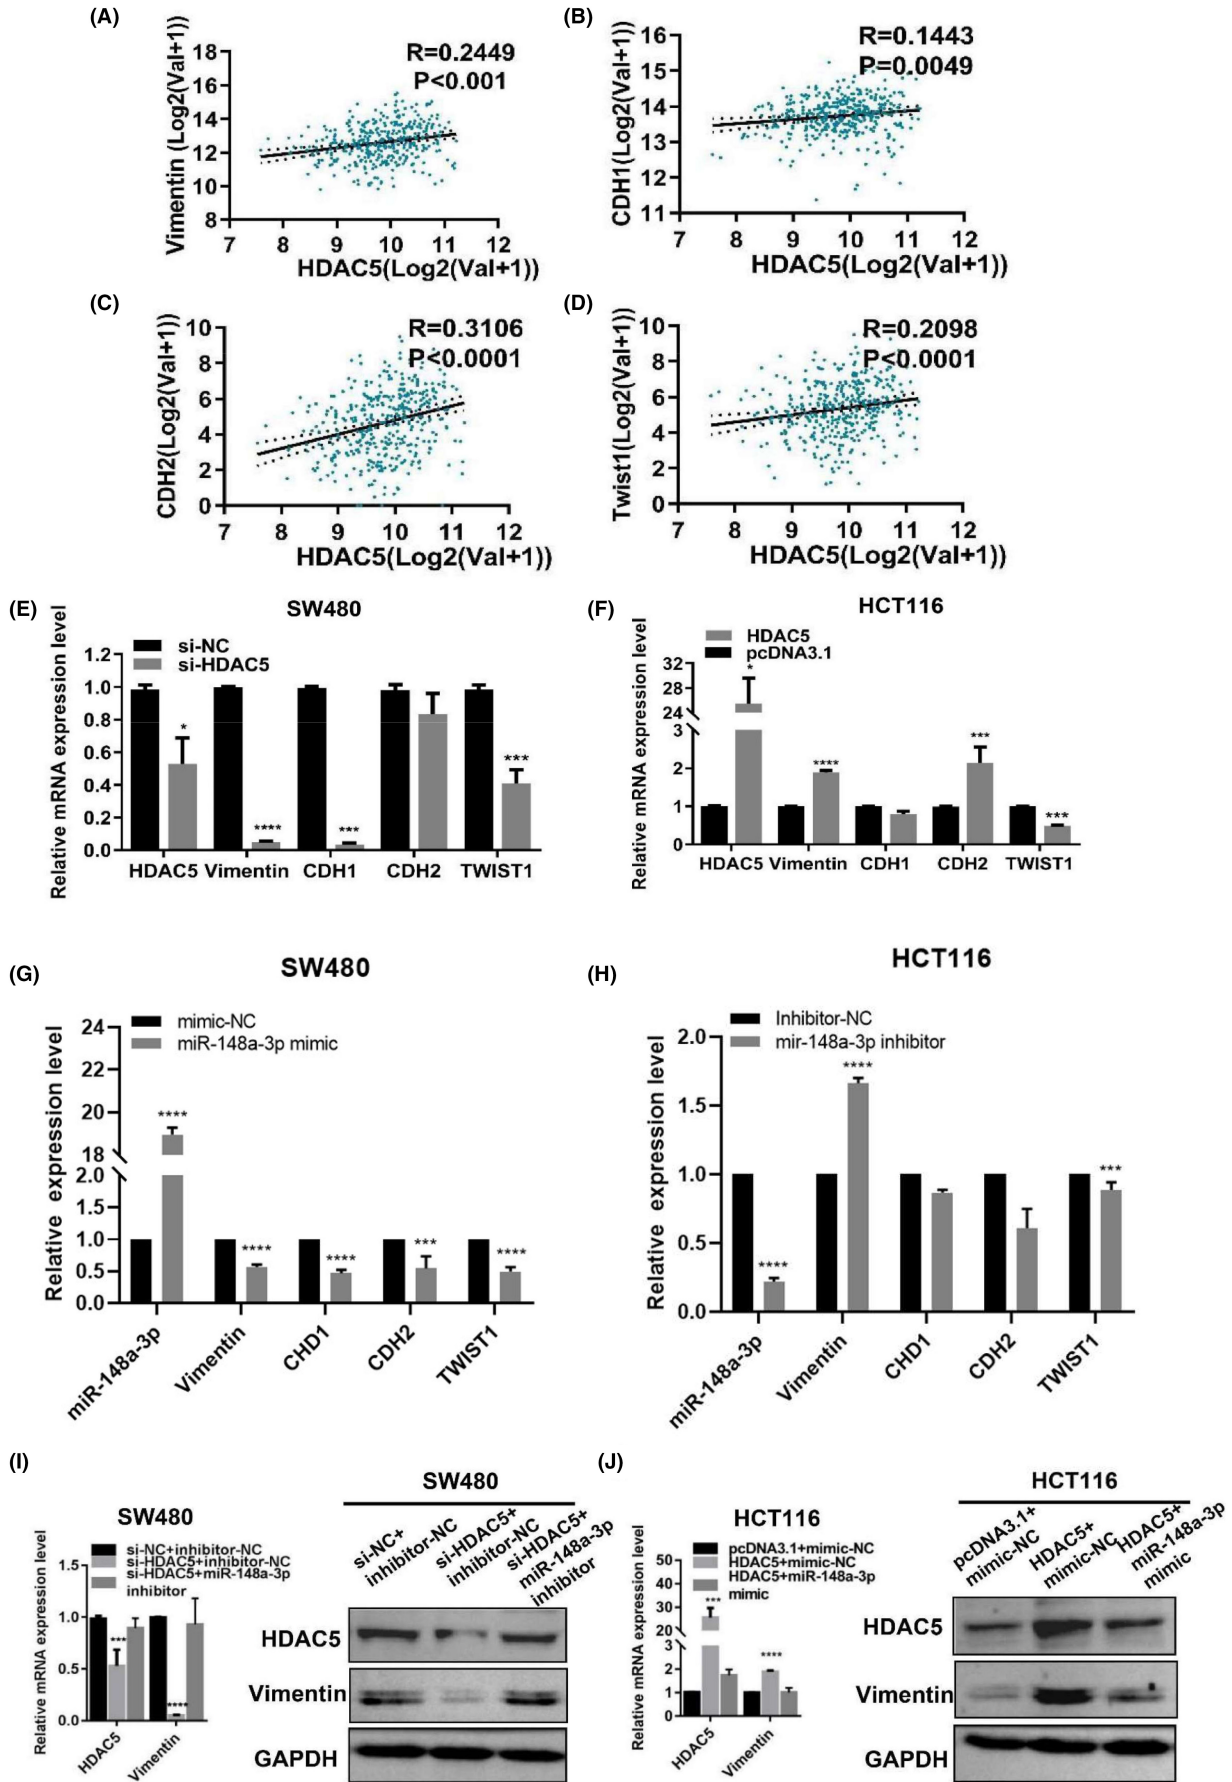 (A)
R=0.2449
P<0.001
Vimentin (Log2(Val+1))
18
16
14
12
10
8
7 8 9 10 11 12
HDAC5(Log2(Val+1))
(B)
R=0.1443
P=0.0049
CDH1(Log2(Val+1))
16
15
14
13
12
11
7 8 9 10 11 12
HDAC5(Log2(Val+1))
(C)
R=0.3106
P<0.0001
CDH2(Log2(Val+1))
10
8
6
4
2
0
7 8 9 10 11 12
HDAC5(Log2(Val+1))
(D)
R=0.2098
P<0.0001
Twist1(Log2(Val+1))
10
8
6
4
2
0
7 8 9 10 11 12
HDAC5(Log2(Val+1))
(E)
SW480
si-NC
si-HDAC5
Relative mRNA expression level
1.2
1.0
0.8
0.6
0.4
0.2
0.0
*
****
***
***
HDAC5 Vimentin CDH1 CDH2 TWIST1
(F)
HCT116
HDAC5
pcDNA3.1
Relative mRNA expression level
32
28
24
3
2
1
0
*
****
***
***
HDAC5 Vimentin CDH1 CDH2 TWIST1
(G)
SW480
mimic-NC
miR-148a-3p mimic
Relative expression level
24
22
20
18
2.0
1.5
1.0
0.5
0.0
****
****
****
***
****
miR-148a-3p
Vimentin
CHD1
CDH2
TWIST1
(H)
HCT116
Inhibitor-NC
mir-148a-3p inhibitor
Relative expression level
2.0
1.5
1.0
0.5
0.0
****
****
***
miR-148a-3p
Vimentin
CHD1
CDH2
TWIST1
(I)
SW480
si-NC+inhibitor-NC
si-HDAC5+inhibitor-NC
si-HDAC5+miR-148a-3p
inhibitor
Relative mRNA expression level
1.5
1.0
0.5
0.0
***
****
HDAC5
Vimentin
SW480
si-NC+
inhibitor-NC
si-HDAC5+
inhibitor-NC
si-HDAC5+
miR-148a-3p
inhibitor
HDAC5
Vimentin
GAPDH
(J)
HCT116
pcDNA3.1+mimic-NC
HDAC5+mimic-NC
HDAC5+miR-148a-3p
mimic
Relative mRNA expression level
50
40
30
20
3
2
1
0
***
****
HDAC5
Vimentin
HCT116
pcDNA3.1+
mimic-NC
HDAC5+
mimic-NC
HDAC5+
miR-148a-3p
mimic
HDAC5
Vimentin
GAPDH